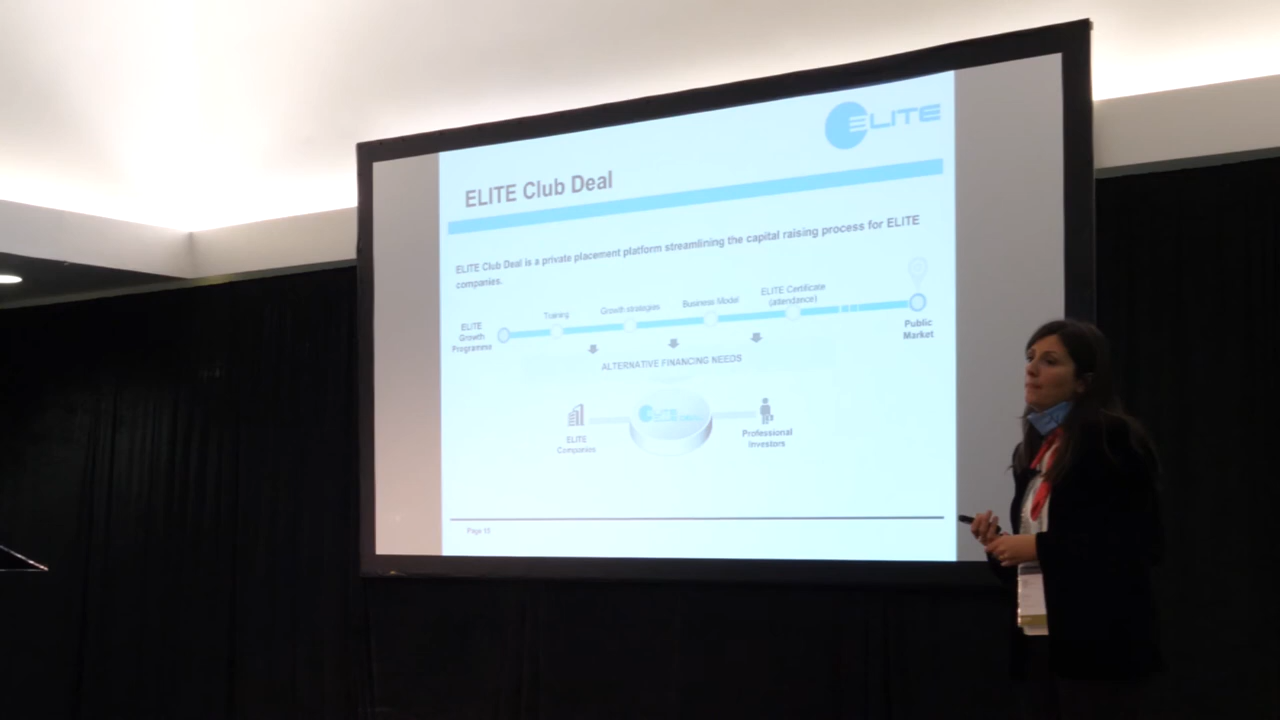 ELITE
ELITE Club Deal
ELITE Club Deal is a private placement platform streamlining the capital raising process for ELITE
companies.
ELITE
Growth
Programme
Training
Growth strategies
Business Model
ELITE Certificate
(attendance)
Public
Market
ALTERNATIVE FINANCING NEEDS
ELITE
Companies
ELITE
Professional
Investors
Page